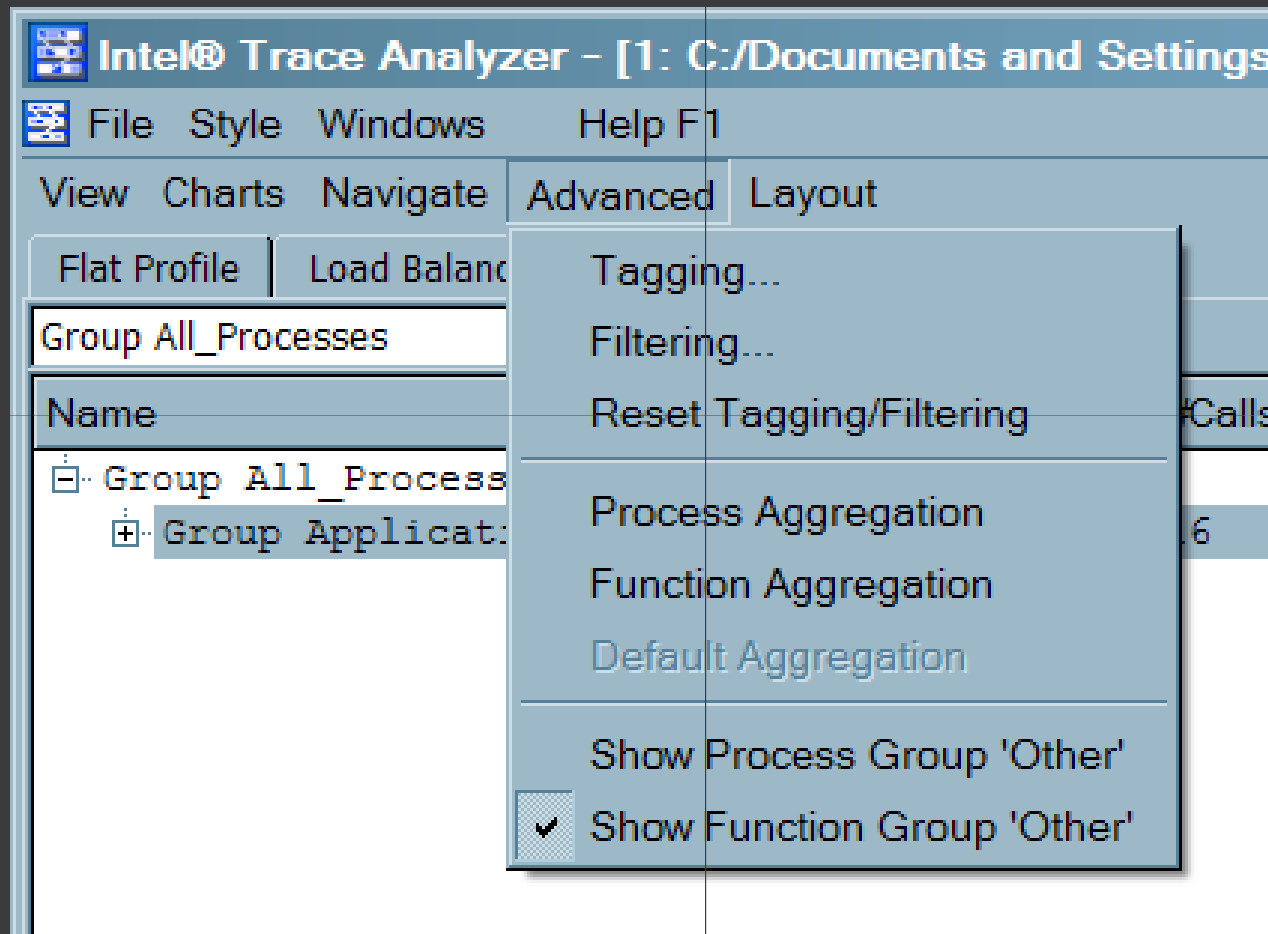 Intel® Trace Analyzer - [1: C:/Documents and Settings
File Style Windows Help F1
View Charts Navigate Advanced Layout
Flat Profile Load Balanc
Group All_Processes
Name #Calls
Group All_Process
Group Applicati 6
Tagging...
Filtering...
Reset Tagging/Filtering
Process Aggregation
Function Aggregation
Default Aggregation
Show Process Group 'Other'
Show Function Group 'Other'